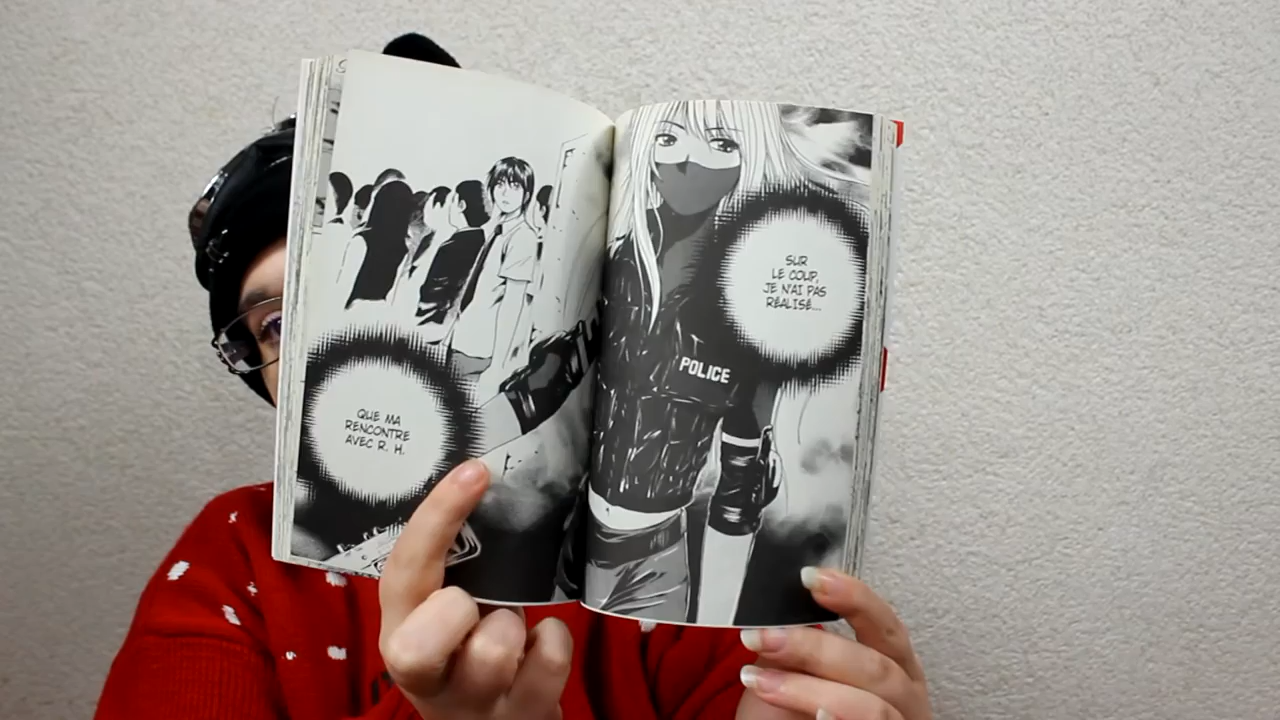 QUE MA
RENCONTRE
AVEC R. H.
SUR
LE COUP,
JE N'AI PAS
RÉALISÉ...
POLICE